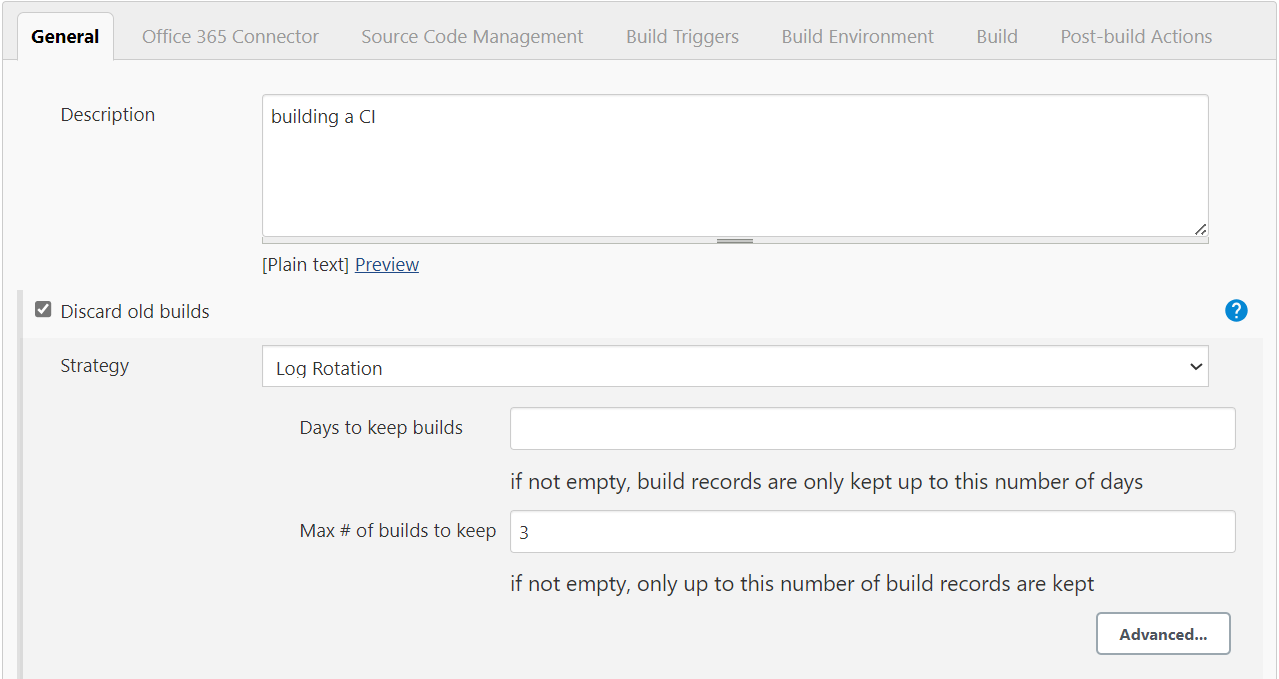 General Office 365 Connector Source Code Management Build Triggers Build Environment Build Post-build Actions
Description building a CI
[Plain text] Preview
Discard old builds ?
Strategy Log Rotation
Days to keep builds
if not empty, build records are only kept up to this number of days
Max # of builds to keep 3
if not empty, only up to this number of build records are kept
Advanced...